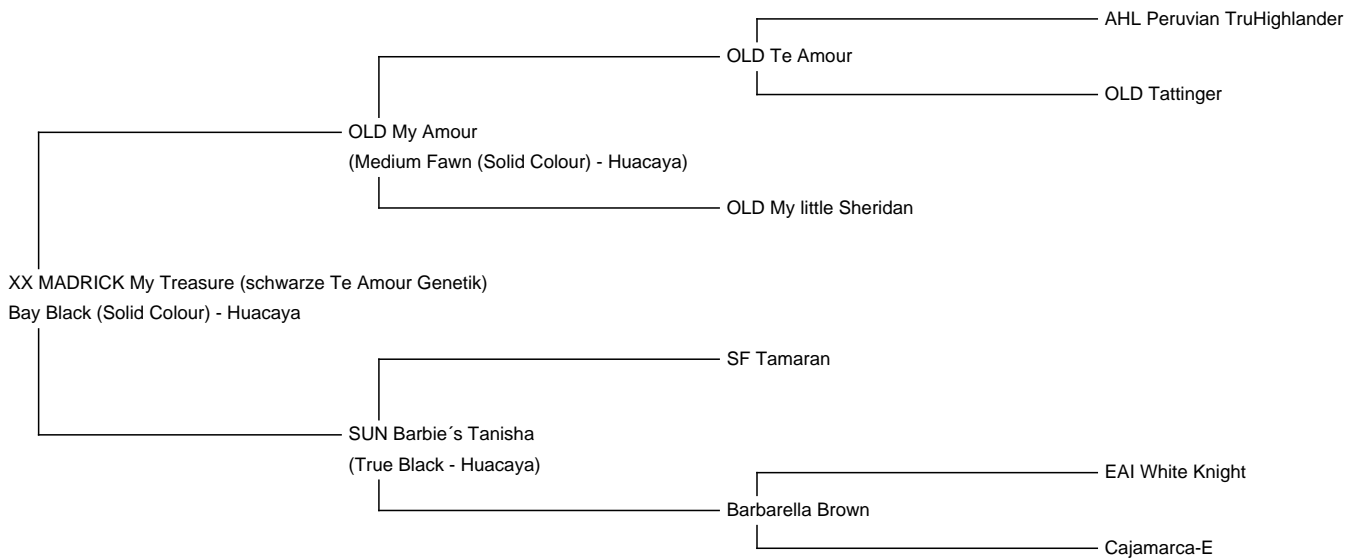 AHL Peruvian TruHighlander
OLD Te Amour
OLD Tattinger
OLD My Amour
(Medium Fawn (Solid Colour) - Huacaya)
OLD My little Sheridan
XX MADRICK My Treasure (schwarze Te Amour Genetik)
Bay Black (Solid Colour) - Huacaya
SF Tamaran
SUN Barbie´s Tanisha
(True Black - Huacaya)
EAI White Knight
Barbarella Brown
Cajamarca-E